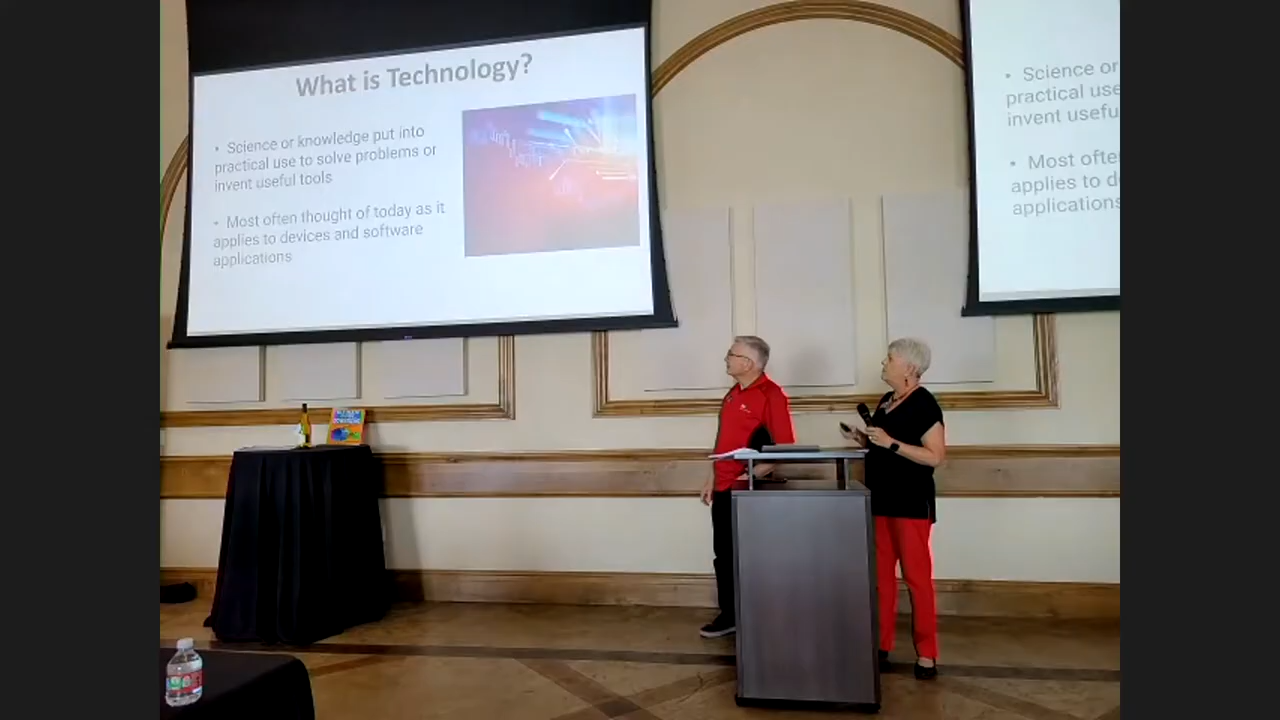 What is Technology?
• Science or knowledge put into
practical use to solve problems or
invent useful tools
• Most often thought of today as it
applies to devices and software
applications
• Science or
practical use
invent usefu
• Most ofte
applies to d
applications